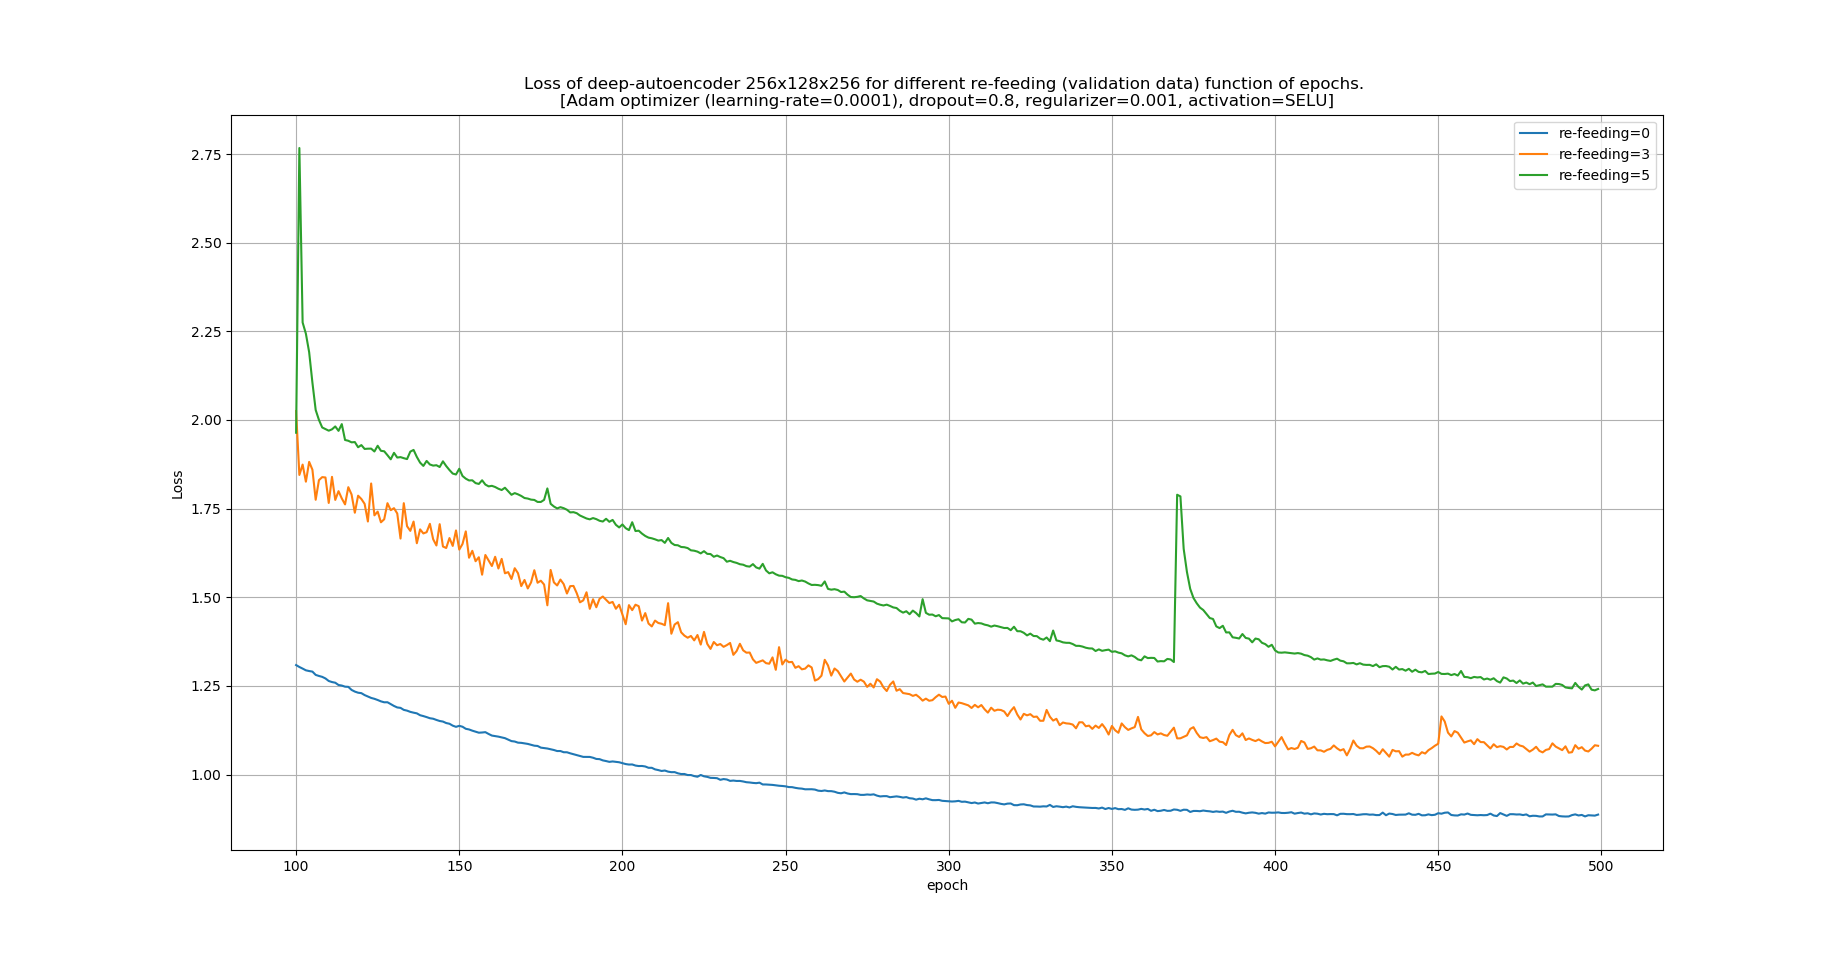 Loss of deep-autoencoder 256x128x256 for different re-feeding (validation data) function of epochs.
[Adam optimizer (learning-rate=0.0001), dropout=0.8, regularizer=0.001, activation=SELU]
re-feeding=0
re-feeding=3
re-feeding=5
2.75
2.50
2.25
2.00
1.75
1.50
1.25
1.00
Loss
100 150 200 250 300 350 400 450 500
epoch